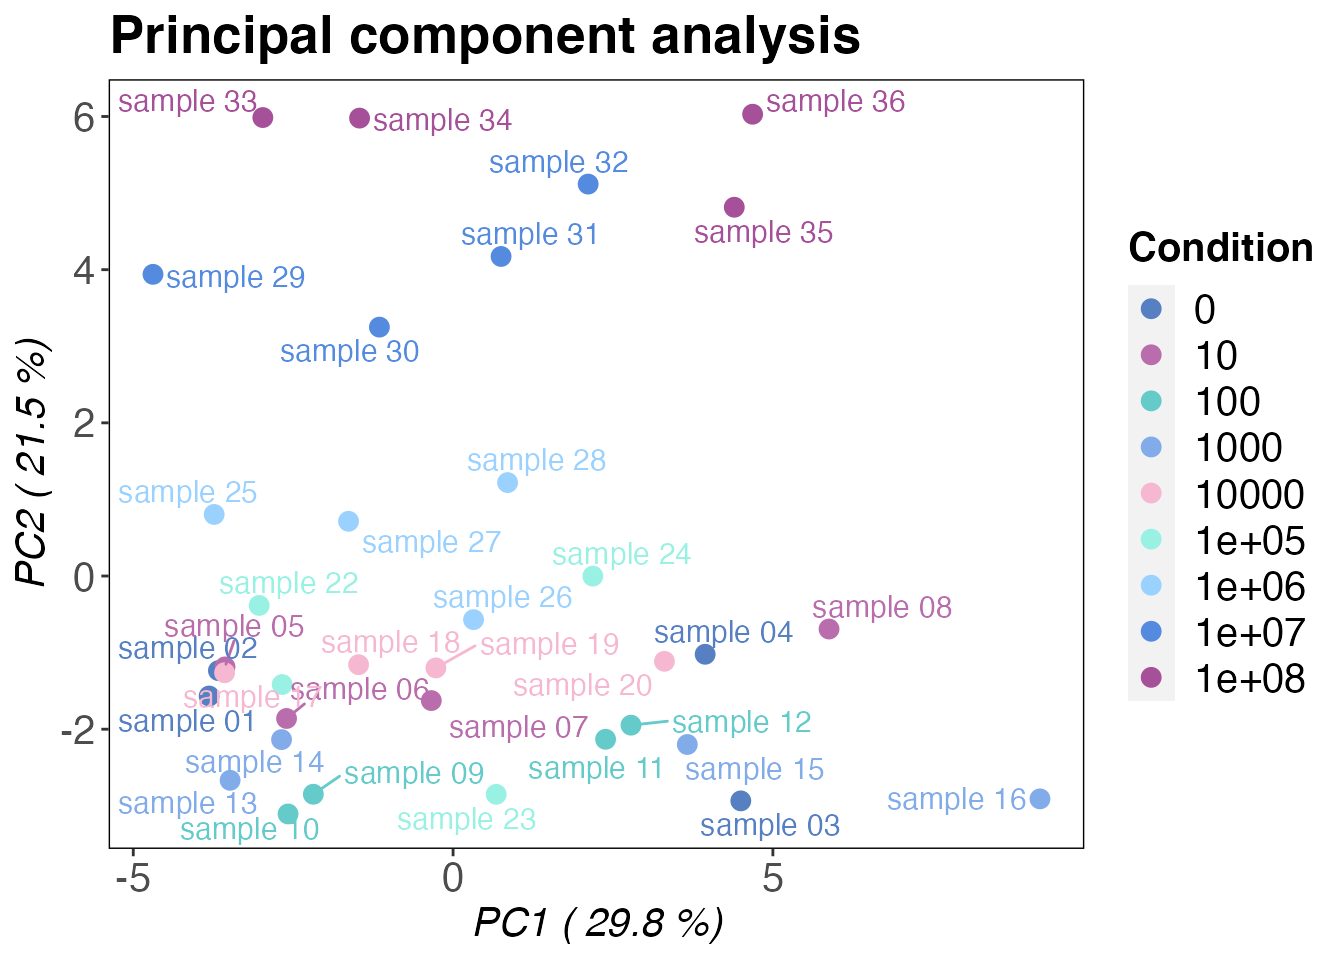 Principal component analysis
sample 33
sample 34
sample 36
sample 32
sample 35
sample 31
sample 29
sample 30
sample 28
sample 25
sample 27
sample 24
sample 22
sample 26
sample 05
sample 08
sample 02
sample 18
sample 19
sample 04
sample 17
sample 06
sample 20
sample 01
sample 07
sample 12
sample 14
sample 09
sample 11
sample 15
sample 13
sample 10
sample 23
sample 03
sample 16
6
4
2
0
-2
-5
0
5
PC1 ( 29.8 %)
PC2 ( 21.5 %)
Condition
0
10
100
1000
10000
1e+05
1e+06
1e+07
1e+08